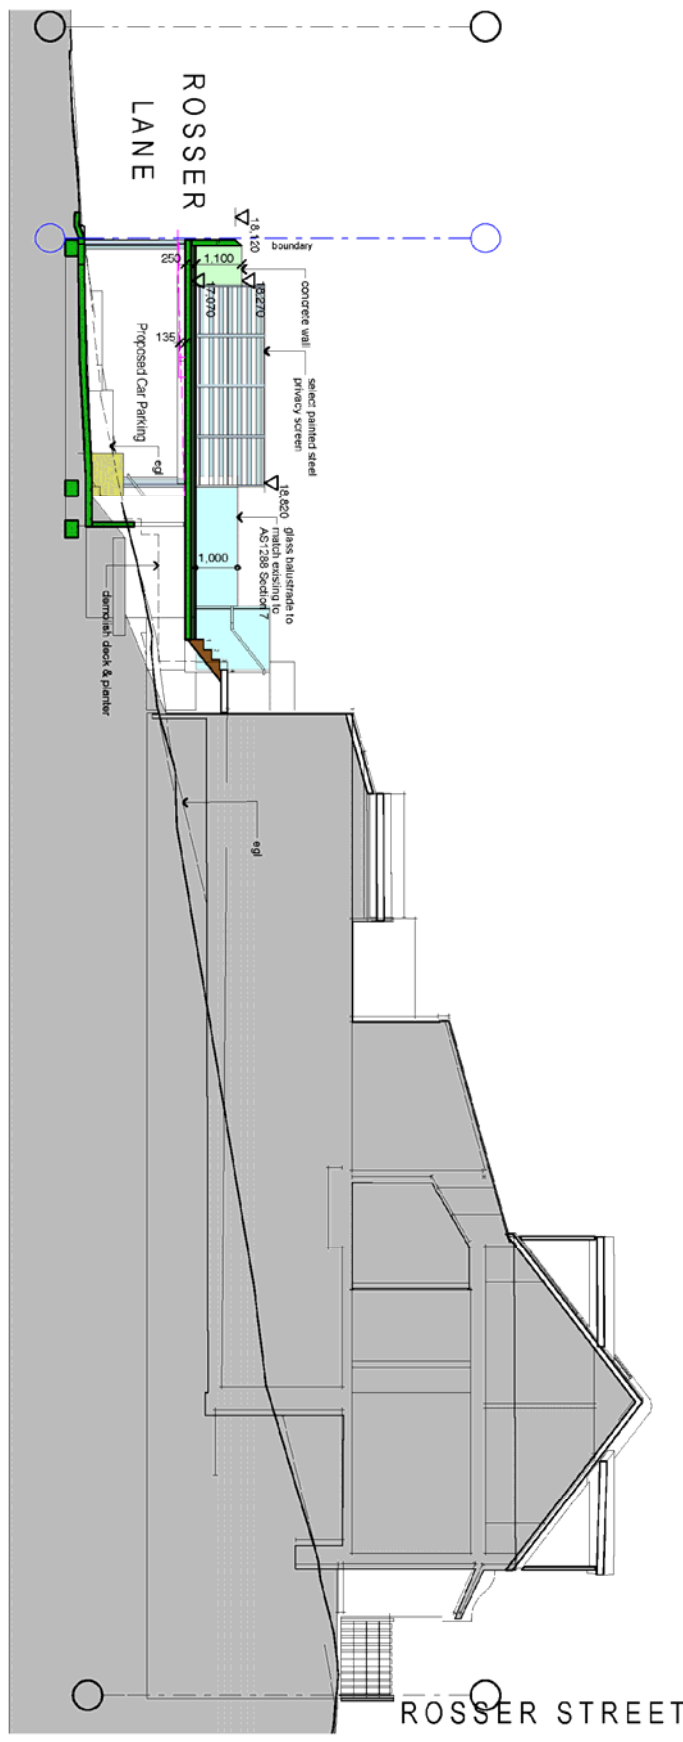 ROSSER
LANE
18,120
boundary
250
1,100
17,070
18,270
concrete wall
135
select painted steel
privacy screen
Proposed Car Parking
egl
18,820
glass balustrade to
match existing to
AS1288 Section 7
1,000
demolish deck & planter
egl
ROSSER STREET